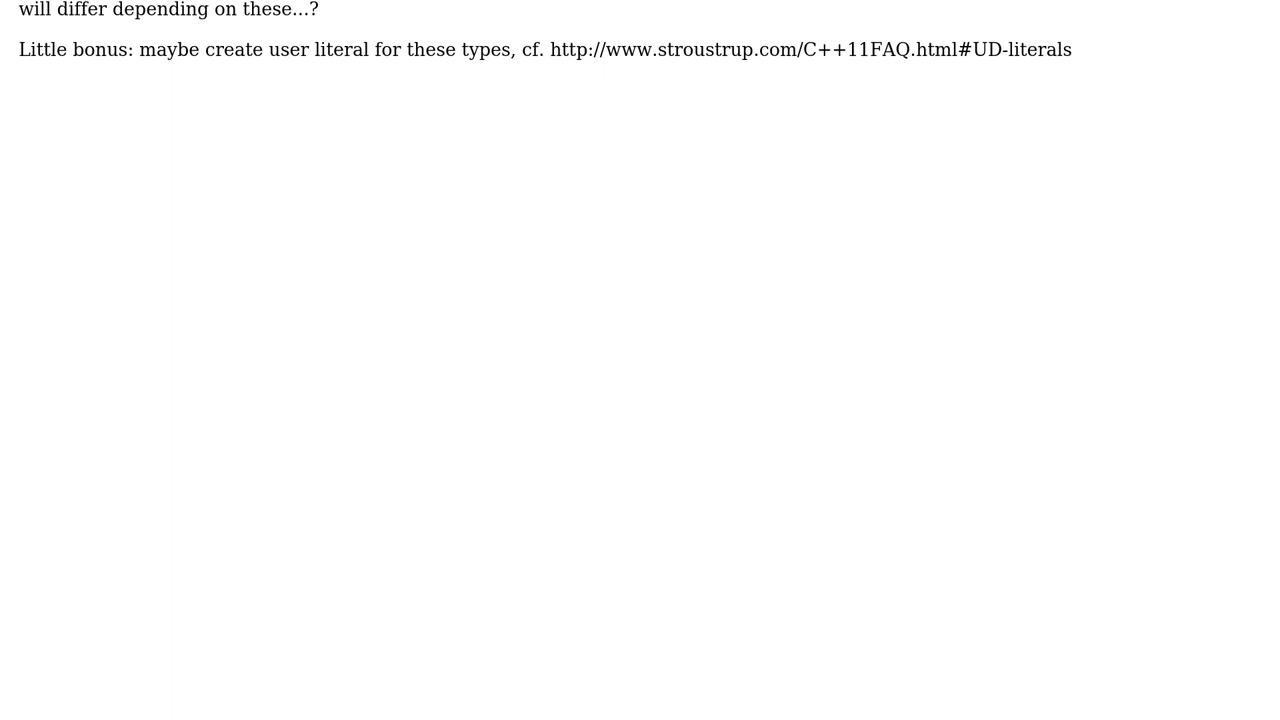 will differ depending on these...?
Little bonus: maybe create user literal for these types, cf. http://www.stroustrup.com/C++11FAQ.html#UD-literals